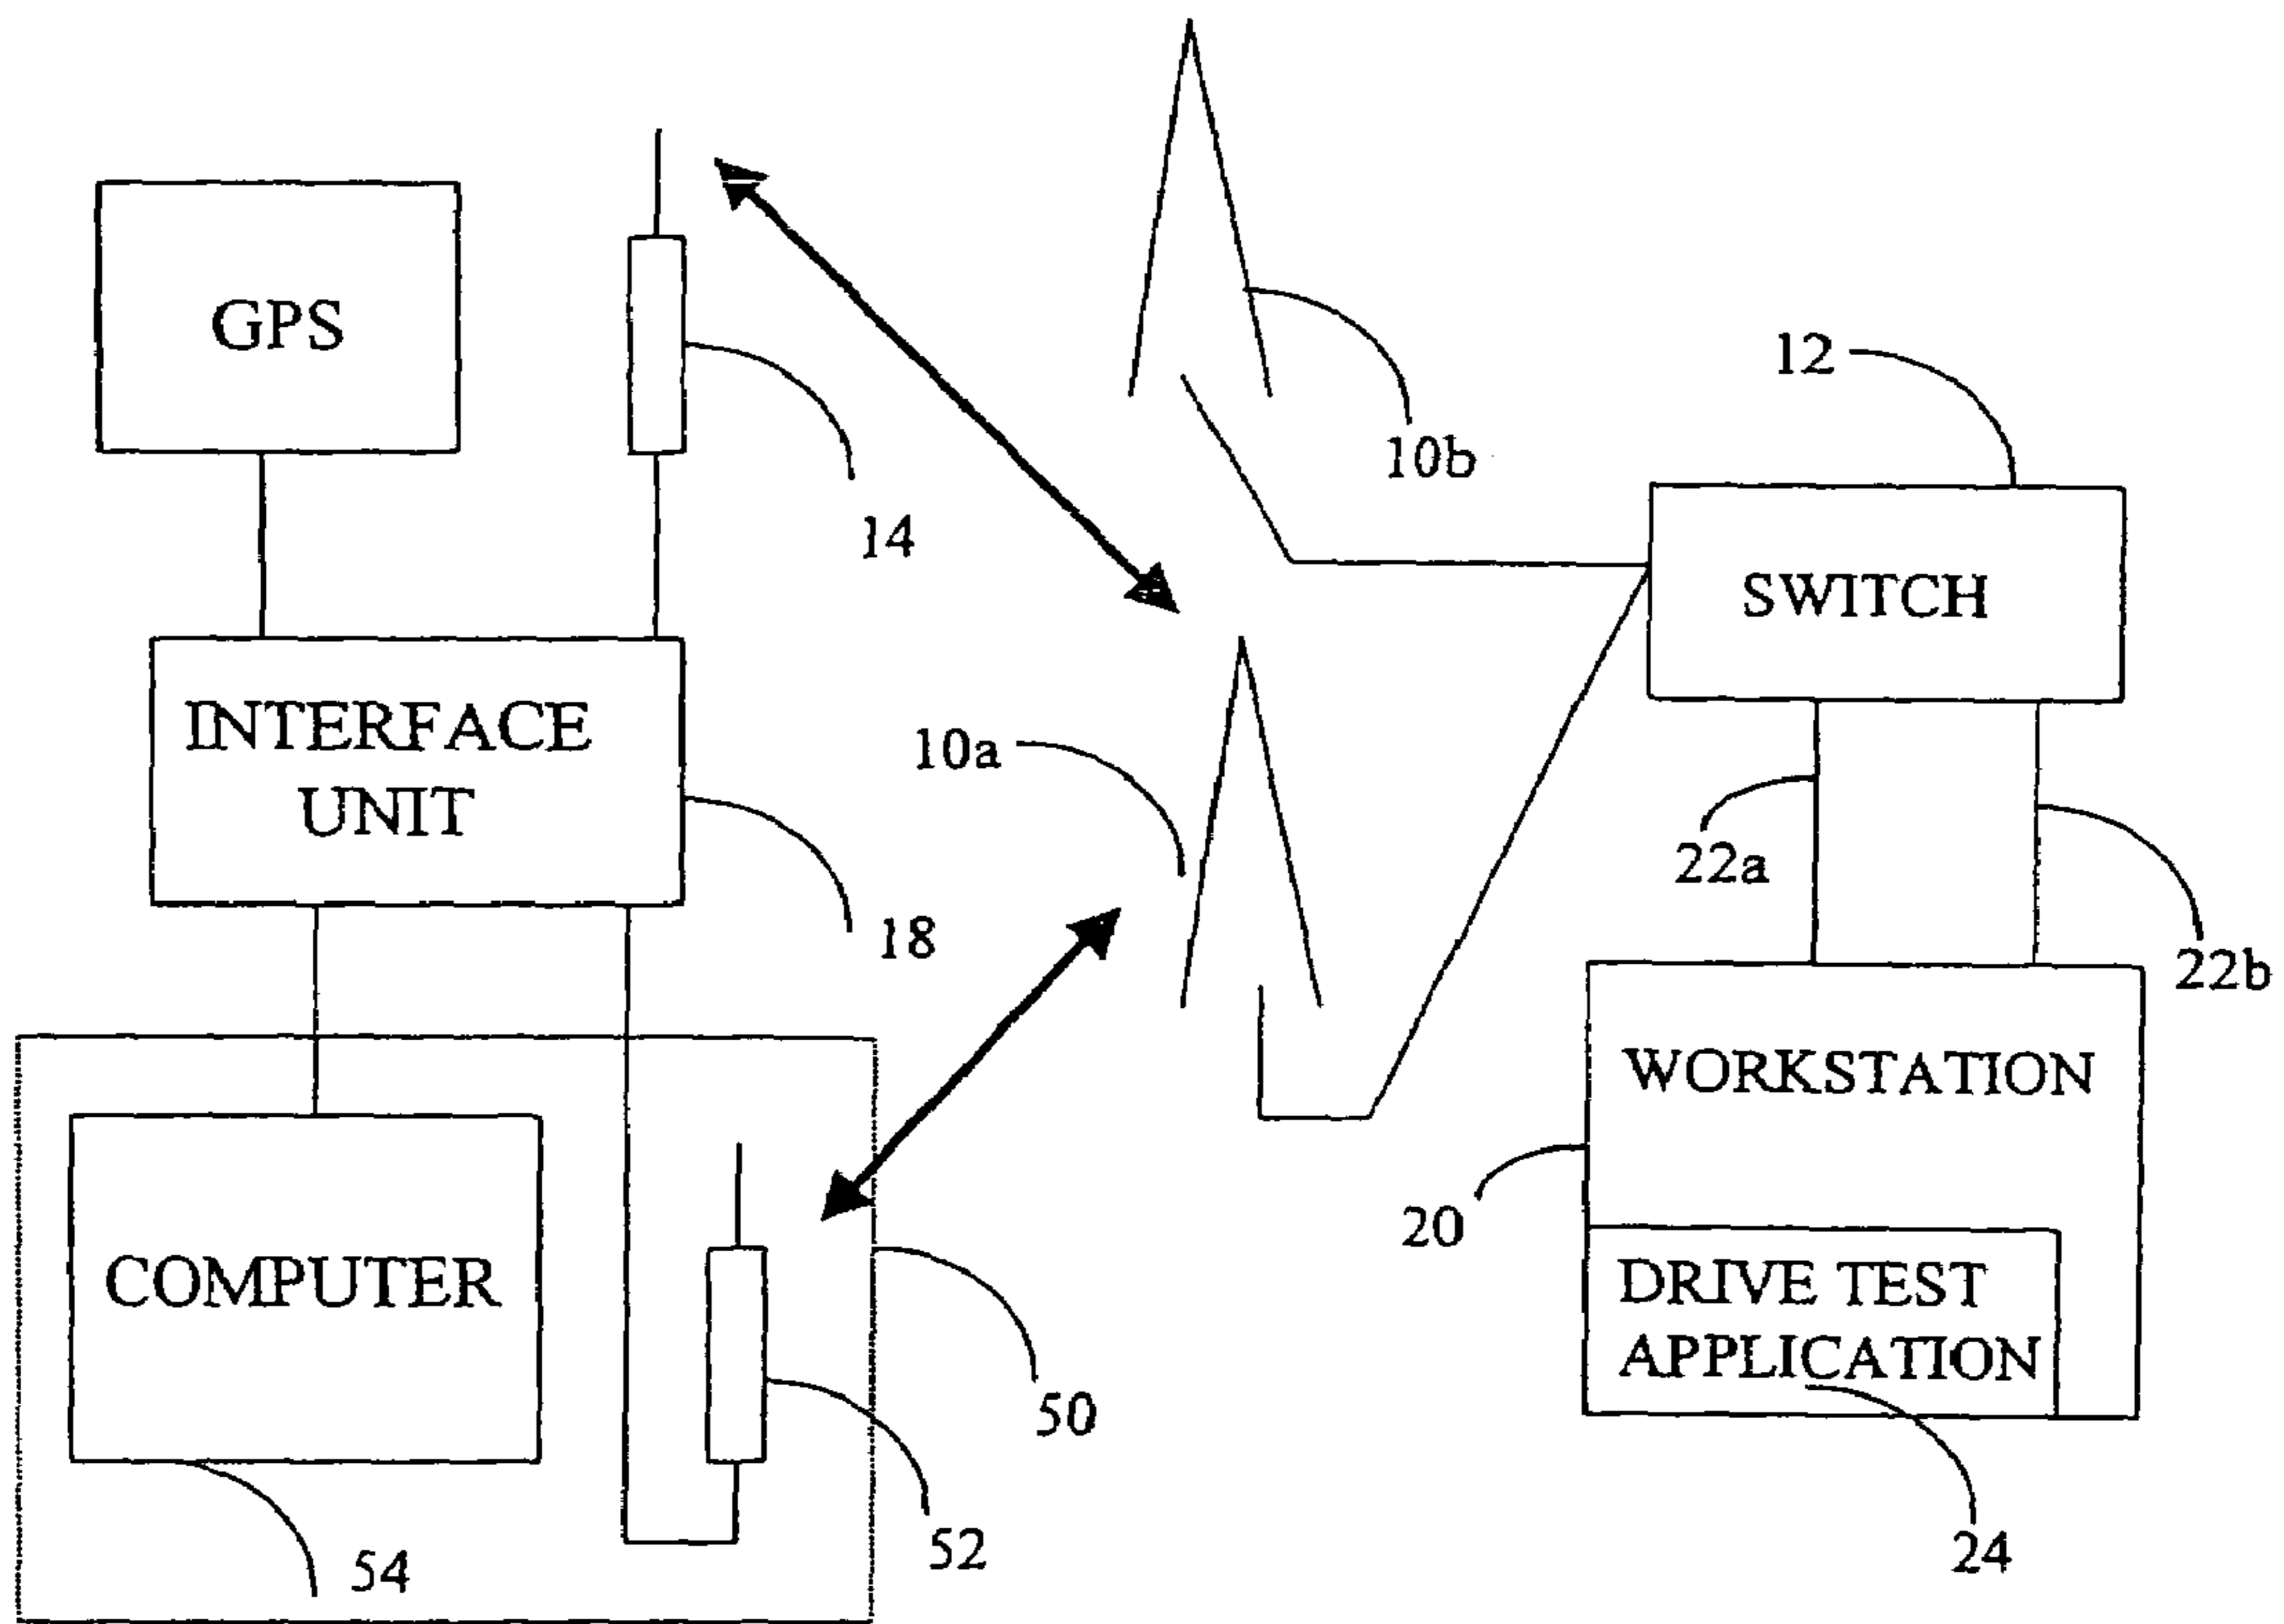 GPS
14
10b
12
SWITCH
INTERFACE
UNIT
18
10a
22a
22b
WORKSTATION
20
DRIVE TEST
APPLICATION
24
COMPUTER
50
52
54